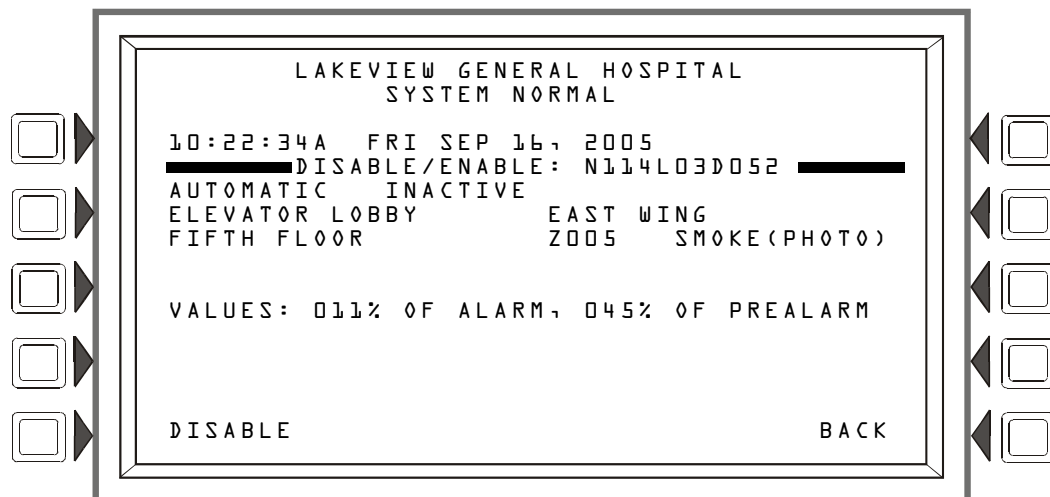 LAKEVIEW GENERAL HOSPITAL
SYSTEM NORMAL
10:22:34A FRI SEP 16, 2005
DISABLE/ENABLE: N114L03D052
AUTOMATIC INACTIVE
ELEVATOR LOBBY EAST WING
FIFTH FLOOR Z005 SMOKE(PHOTO)
VALUES: 011% OF ALARM, 045% OF PREALARM
DISABLE BACK